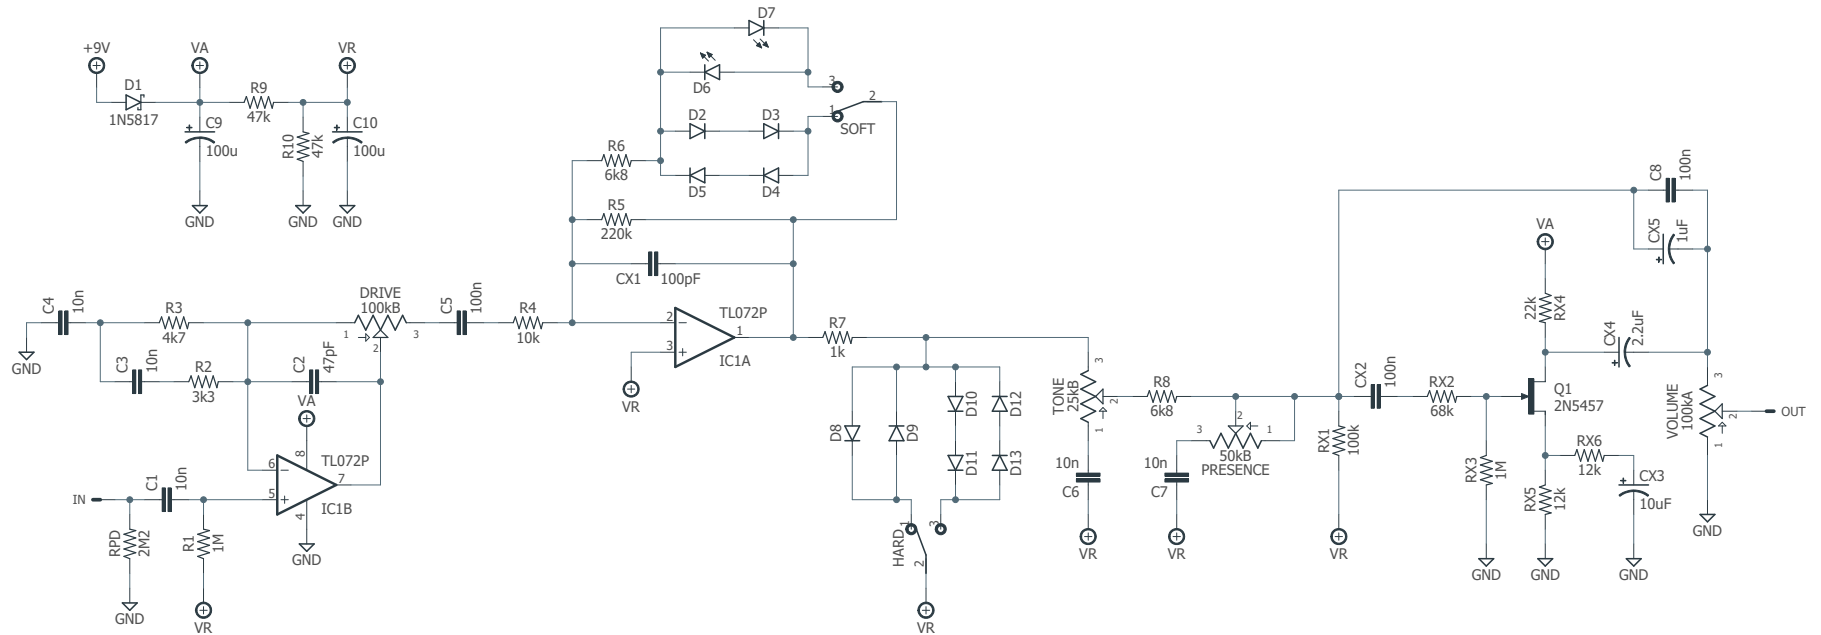 +9V
VA
VR
D1
1N5817
R9
47k
C9
100u
R10
47k
C10
100u
GND
GND
GND
D7
D6
3
2
1
SOFT
D2
D3
D5
D4
R6
6k8
R5
220k
CX1
100pF
C4
10n
GND
R3
4k7
C3
10n
R2
3k3
DRIVE
100kB
1
2
3
C2
47pF
C5
100n
R4
10k
VA
8
6
5
7
4
TL072P
IC1B
GND
IN
C1
10n
RPD
2M2
R1
1M
GND
VR
2
3
1
TL072P
IC1A
VR
R7
1k
D8
D9
D10
D12
D11
D13
1
3
HARD
2
VR
TONE
25kB
3
2
1
10n
C6
VR
R8
6k8
3
2
1
50kB
PRESENCE
10n
C7
VR
RX1
100k
VR
CX2
100n
RX2
68k
RX3
1M
GND
VA
22k
RX4
Q1
2N5457
RX5
12k
GND
RX6
12k
CX3
10uF
GND
CX4
2.2uF
C8
100n
CX5
1uF
VOLUME
100kA
3
2
1
OUT
GND